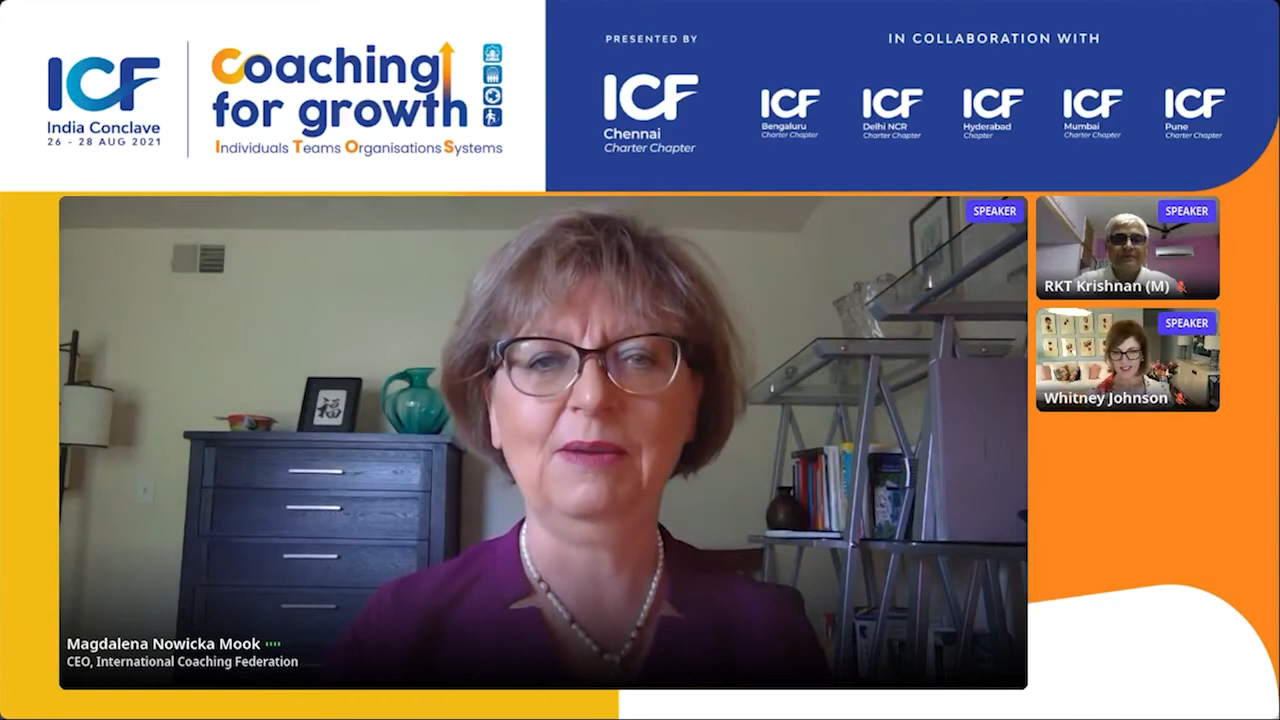 ICF
India Conclave
26 - 28 AUG 2021
Coaching
for growth
Individuals Teams Organisations Systems
PRESENTED BY
ICF
Chennai
Charter Chapter
IN COLLABORATION WITH
ICF
Bengaluru
Charter Chapter
ICF
Delhi NCR
Charter Chapter
ICF
Hyderabad
Chapter
ICF
Mumbai
Charter Chapter
ICF
Pune
Charter Chapter
SPEAKER
福
Magdalena Nowicka Mook
CEO, International Coaching Federation
SPEAKER
RKT Krishnan (M)
SPEAKER
Whitney Johnson